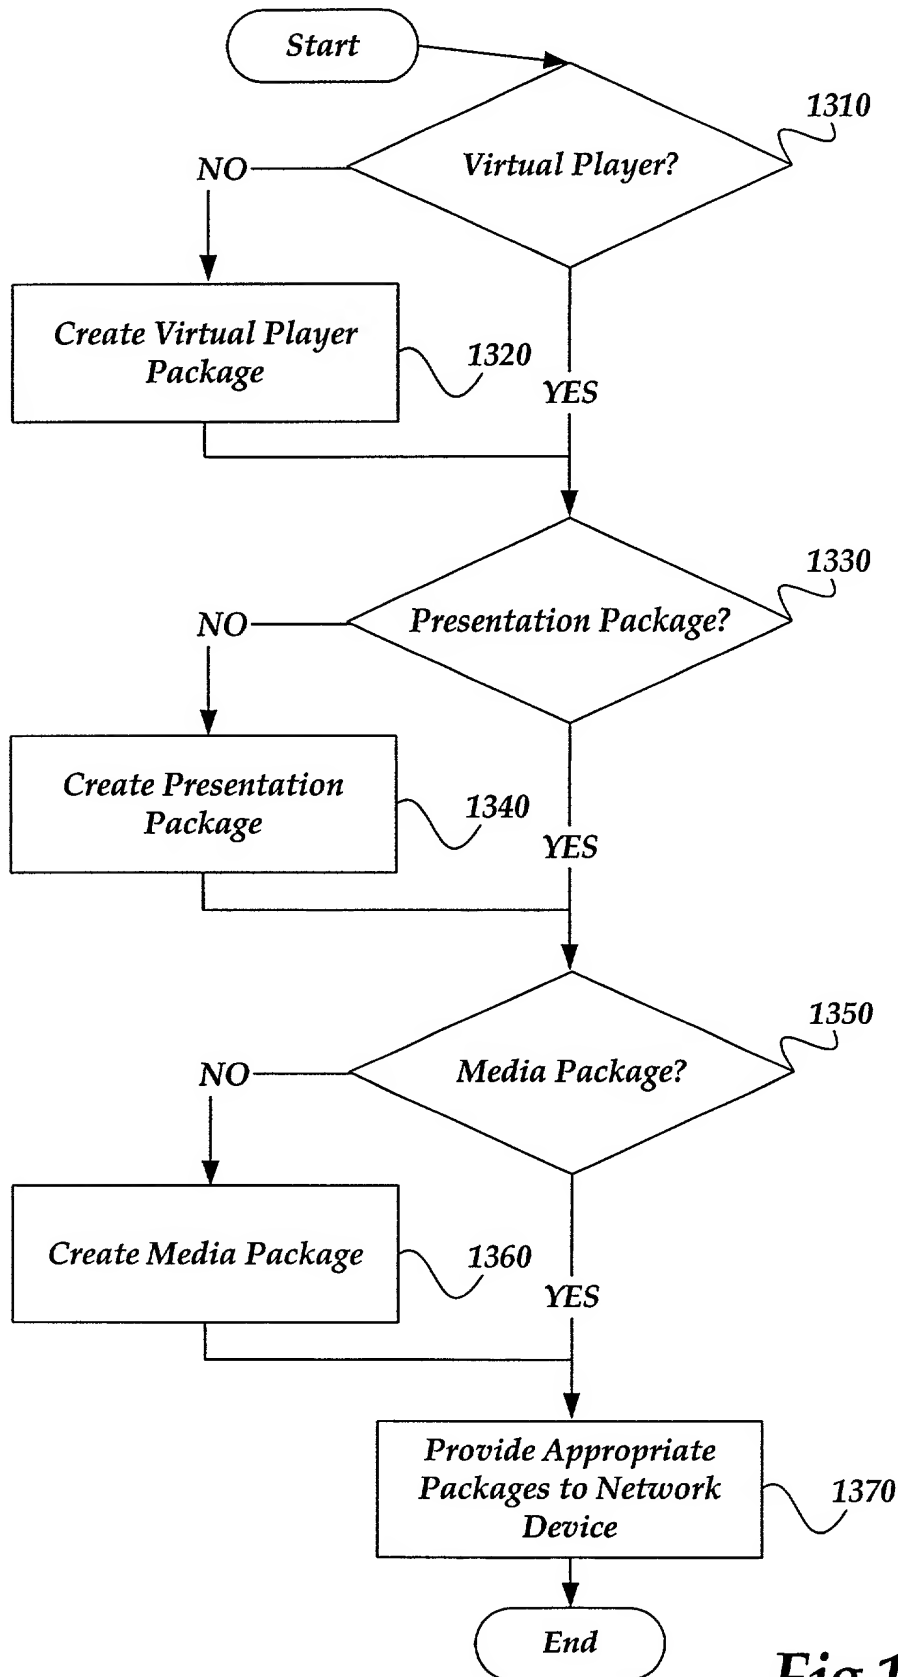 Start
1310
Virtual Player?
NO
Create Virtual Player
Package
1320
YES
1330
Presentation Package?
NO
Create Presentation
Package
1340
YES
1350
Media Package?
NO
Create Media Package
1360
YES
Provide Appropriate
Packages to Network
Device
1370
End